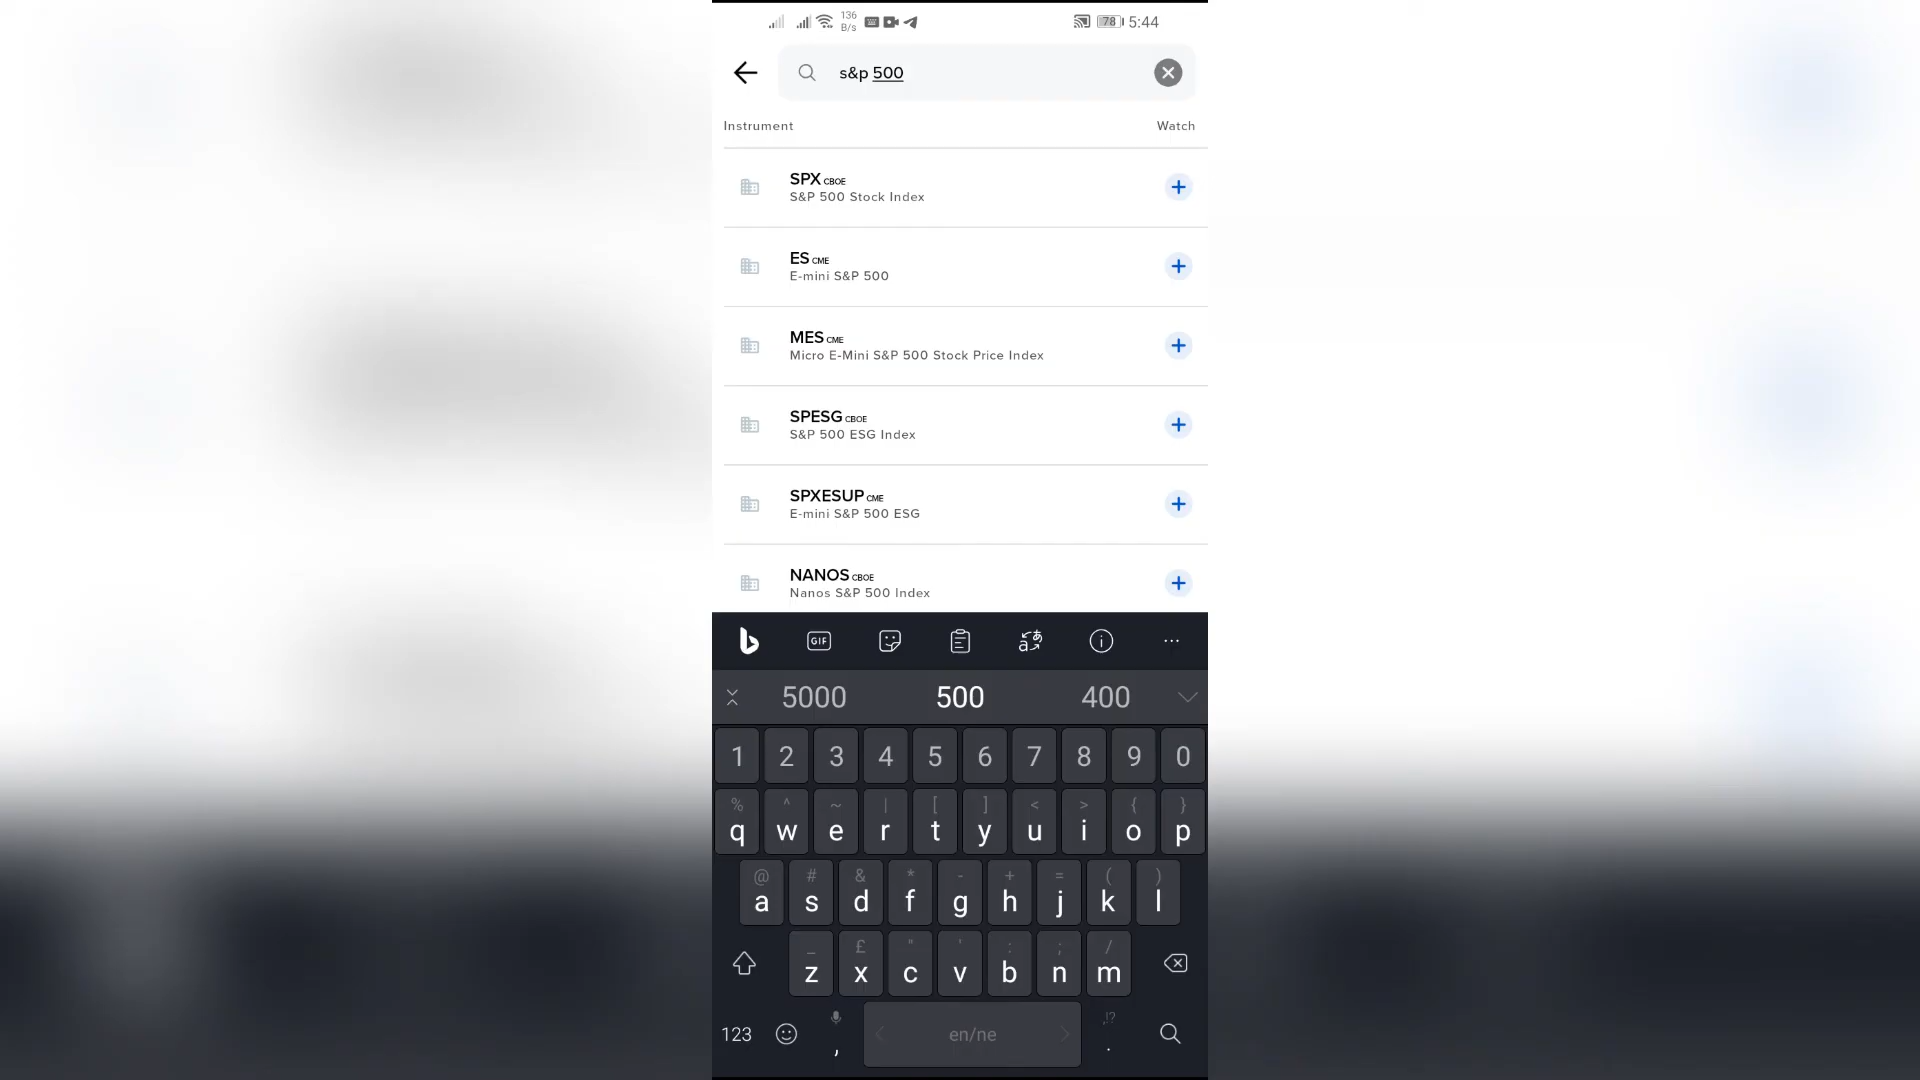 136
B/s
78
5:44
s&p 500
Instrument Watch
SPX CBOE
S&P 500 Stock Index
ES CME
E-mini S&P 500
MES CME
Micro E-Mini S&P 500 Stock Price Index
SPESG CBOE
S&P 500 ESG Index
SPXESUP CME
E-mini S&P 500 ESG
NANOS CBOE
Nanos S&P 500 Index
GIF
5000 500 400
1 2 3 4 5 6 7 8 9 0
% ^ ~ | [ ] < > { }
q w e r t y u i o p
@ # & * - + = ( )
a s d f g h j k l
_ £ " ' : ; /
z x c v b n m
123 , en/ne ,!? .